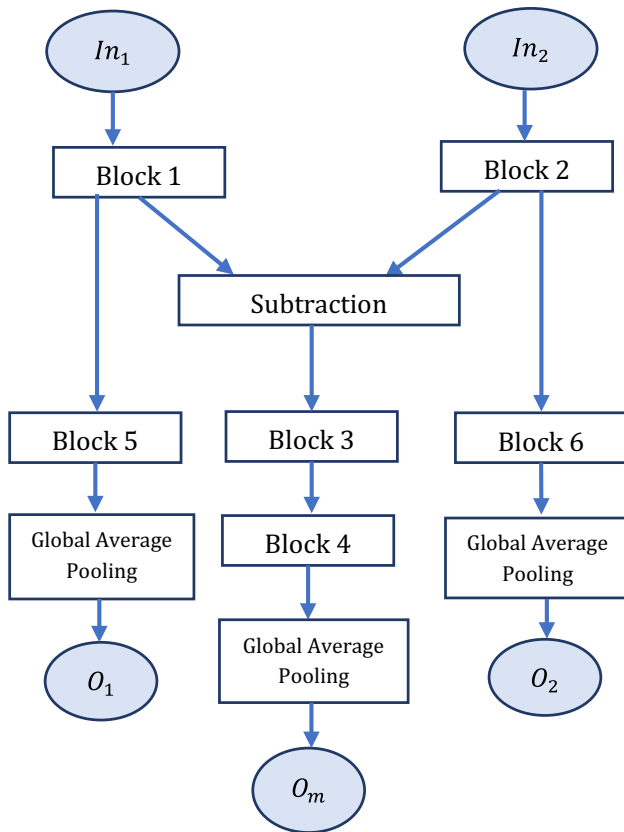 In₁
In₂
Block 1
Block 2
Subtraction
Block 5
Block 3
Block 6
Global Average
Pooling
Block 4
Global Average
Pooling
Global Average
Pooling
O₁
O₂
Oₘ